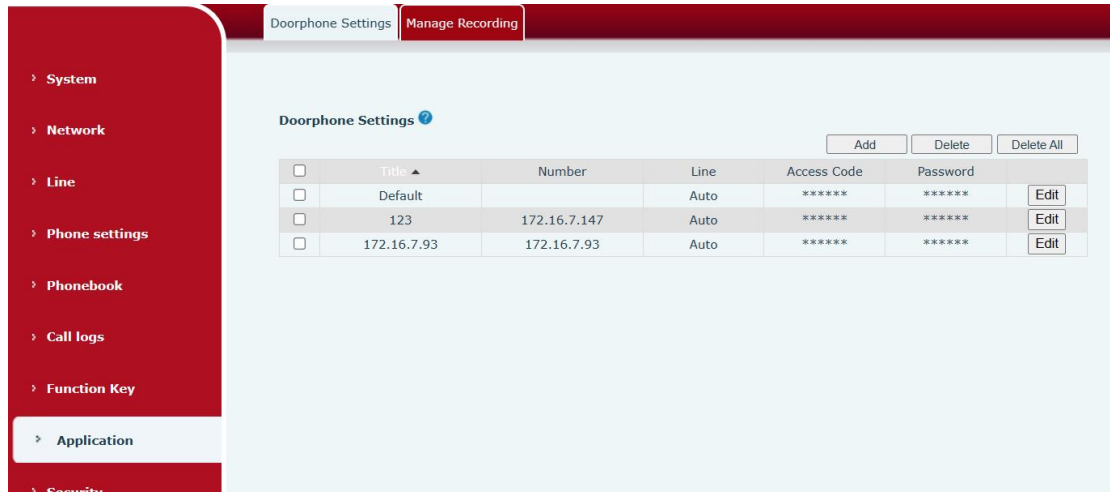 Doorphone Settings Manage Recording
System
Network
Line
Phone settings
Phonebook
Call logs
Function Key
Application
Security
Doorphone Settings ?
Add Delete Delete All
Title Number Line Access Code Password
Default Auto ****** ****** Edit
123 172.16.7.147 Auto ****** ****** Edit
172.16.7.93 172.16.7.93 Auto ****** ****** Edit